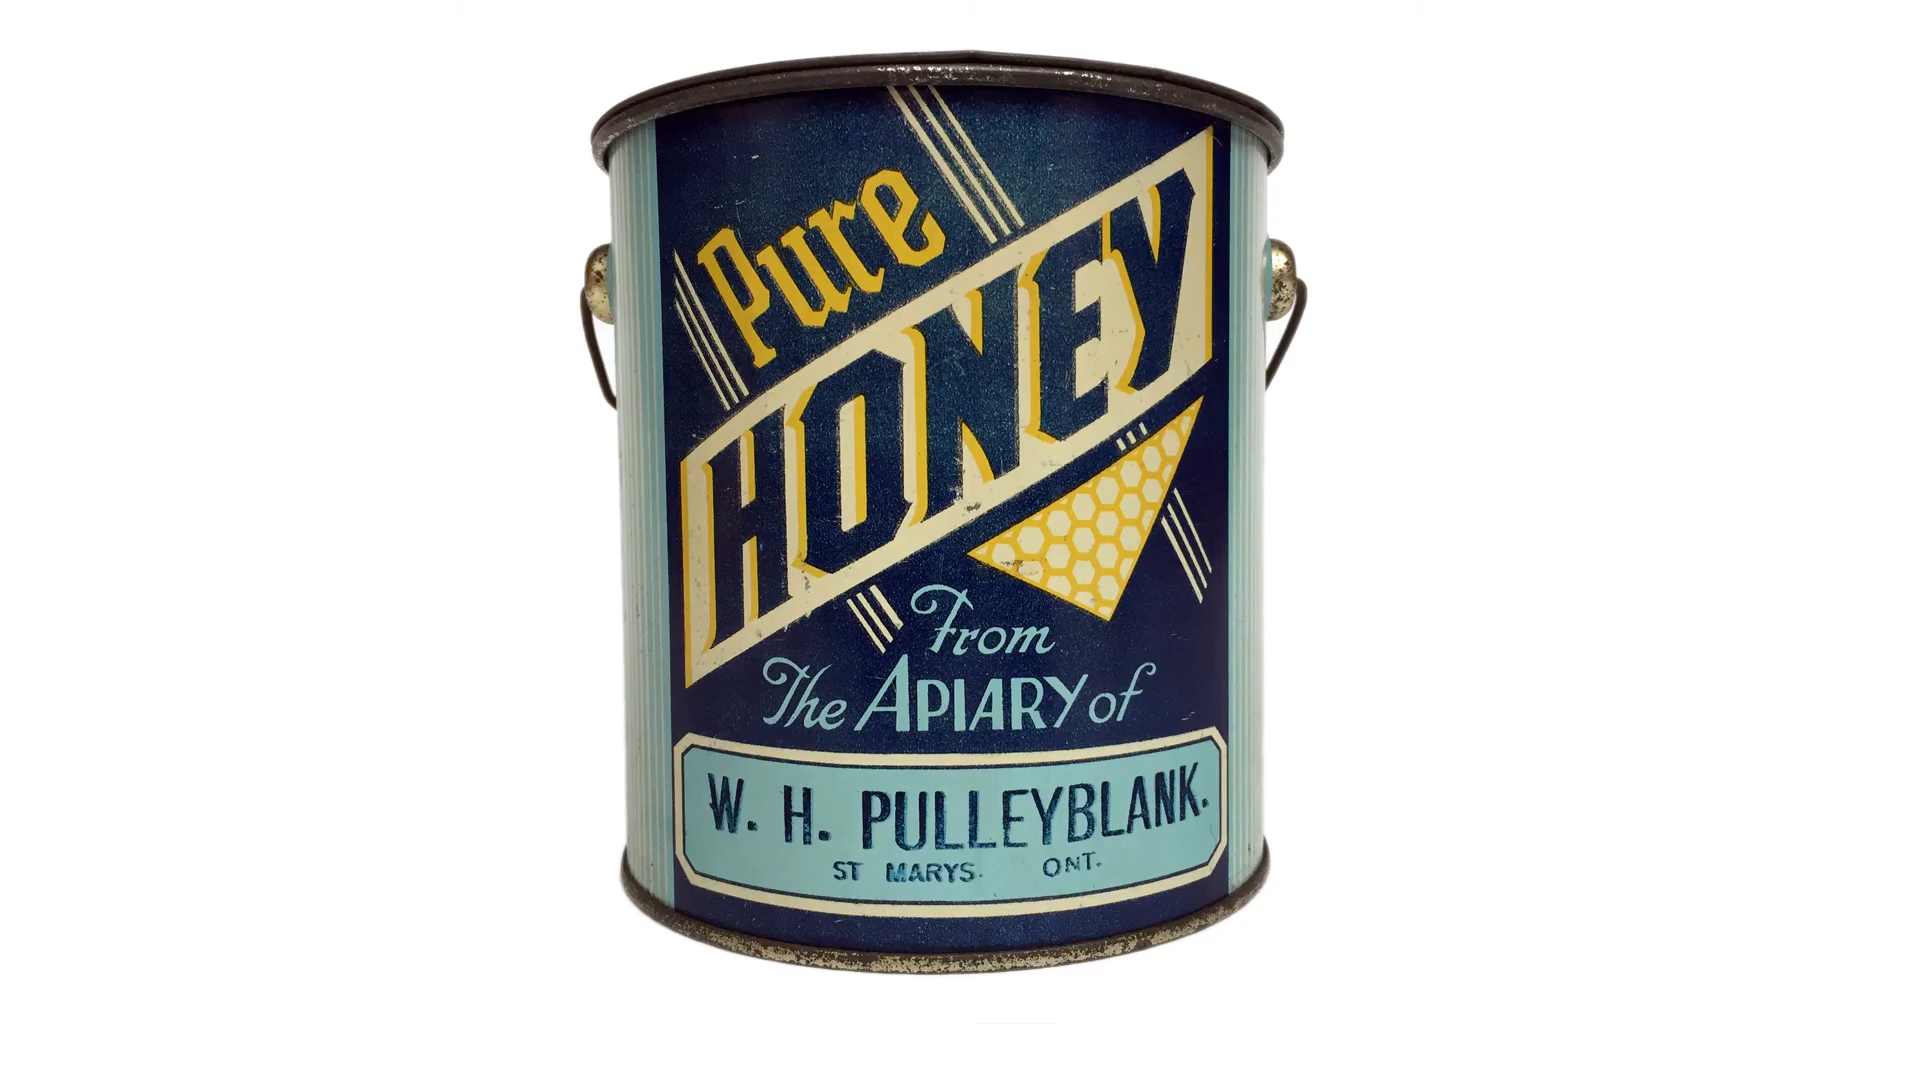 Pure
HONEY
From
The APIARY of
W. H. PULLEYBLANK.
ST MARYS. ONT.